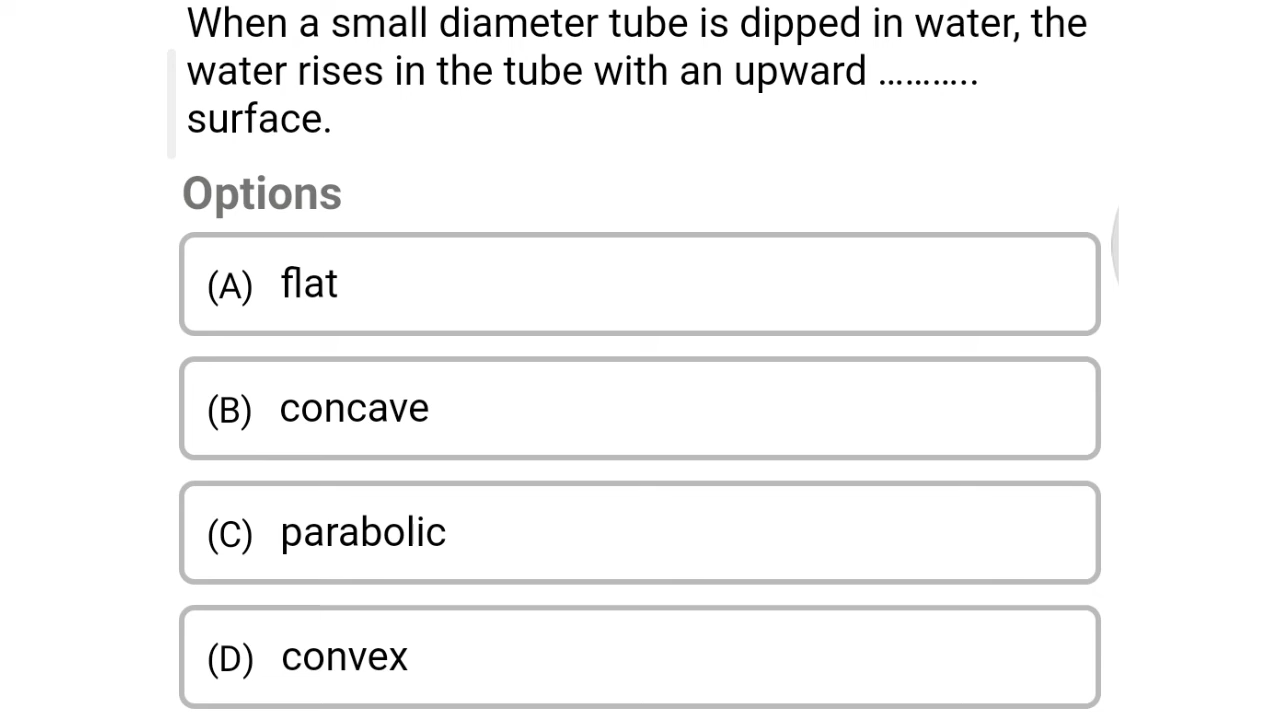 When a small diameter tube is dipped in water, the
water rises in the tube with an upward ...........
surface.
Options
(A) flat
(B) concave
(C) parabolic
(D) convex